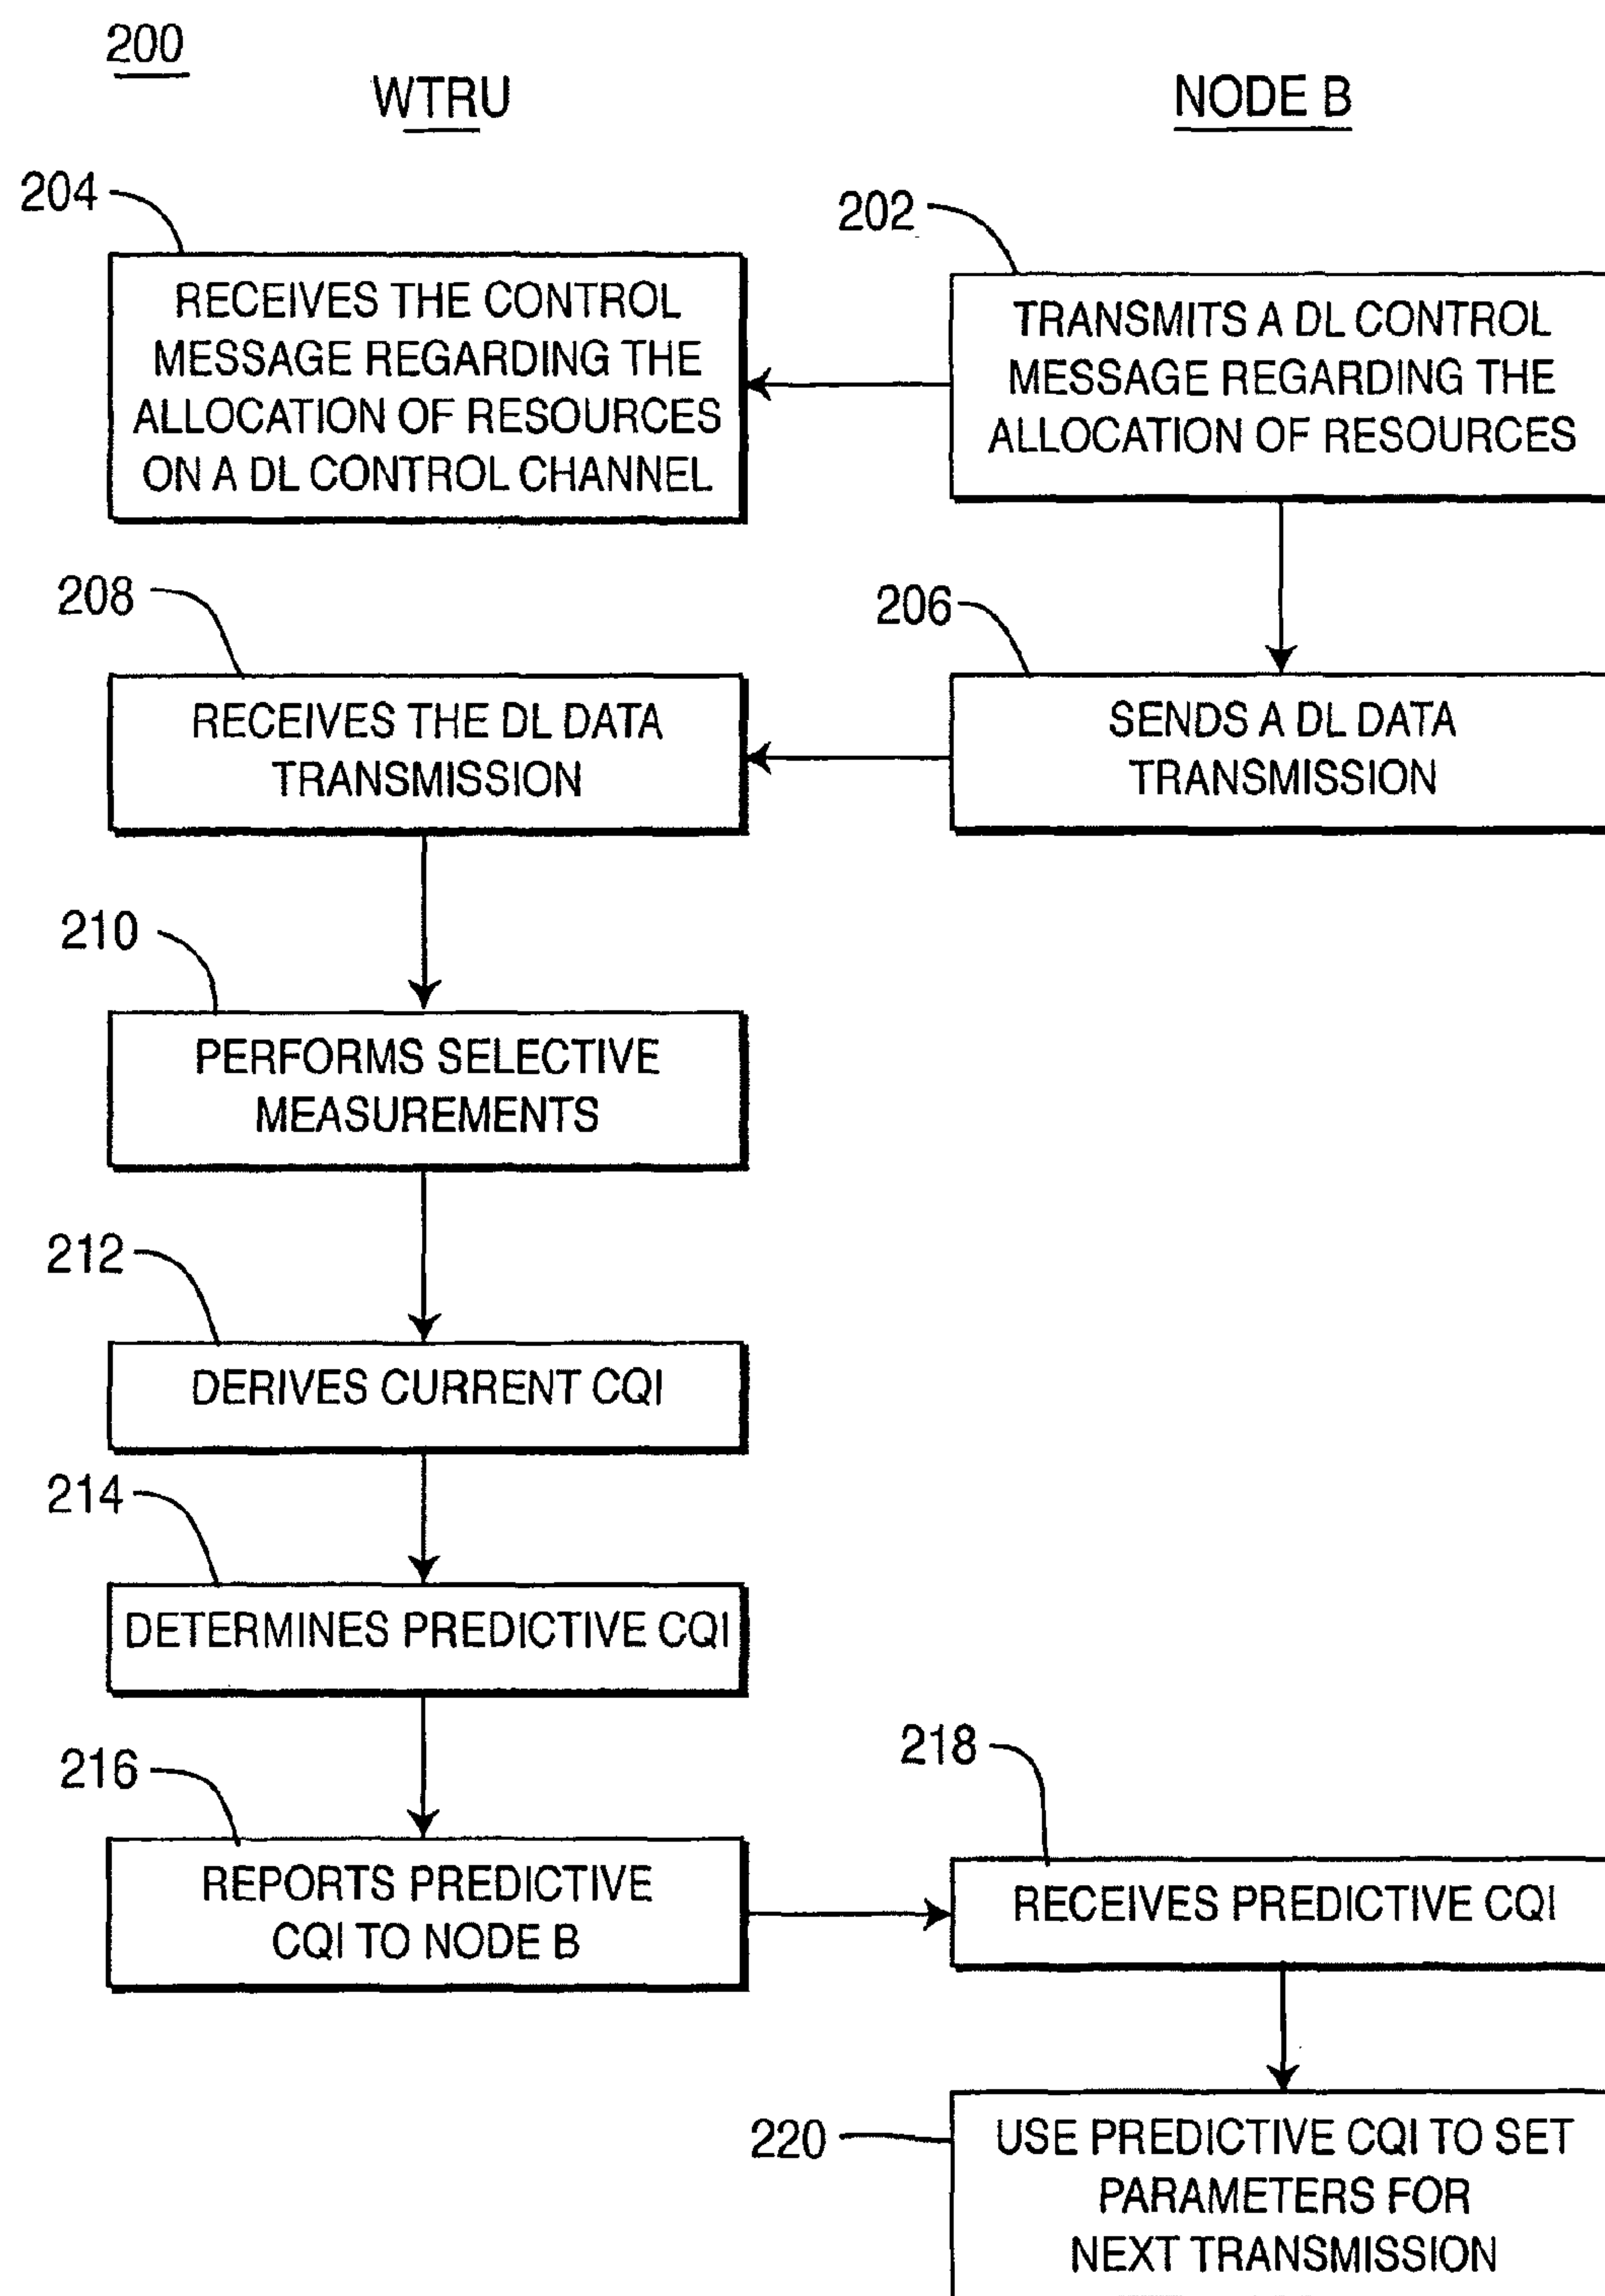 200
WTRU
NODE B
204
202
RECEIVES THE CONTROL
MESSAGE REGARDING THE
ALLOCATION OF RESOURCES
ON A DL CONTROL CHANNEL
TRANSMITS A DL CONTROL
MESSAGE REGARDING THE
ALLOCATION OF RESOURCES
208
206
RECEIVES THE DL DATA
TRANSMISSION
SENDS A DL DATA
TRANSMISSION
210
PERFORMS SELECTIVE
MEASUREMENTS
212
DERIVES CURRENT CQI
214
DETERMINES PREDICTIVE CQI
216
218
REPORTS PREDICTIVE
CQI TO NODE B
RECEIVES PREDICTIVE CQI
220
USE PREDICTIVE CQI TO SET
PARAMETERS FOR
NEXT TRANSMISSION